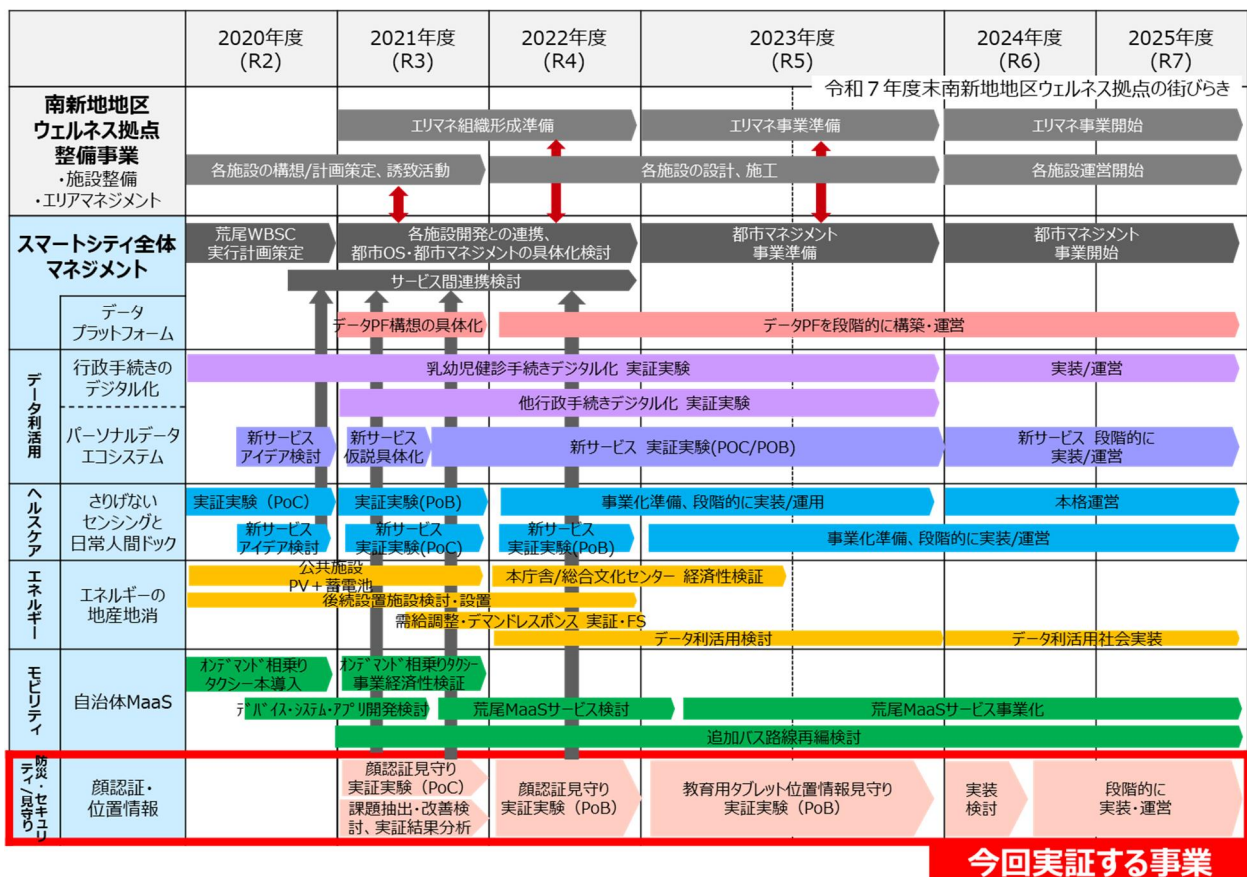 2020年度
(R2)
2021年度
(R3)
2022年度
(R4)
2023年度
(R5)
2024年度
(R6)
2025年度
(R7)
令和７年度末南新地地区ウェルネス拠点の街びらき
南新地地区
ウェルネス拠点
整備事業
・施設整備
・エリアマネジメント
エリマネ組織形成準備
エリマネ事業準備
エリマネ事業開始
各施設の構想/計画策定、誘致活動
各施設の設計、施工
各施設運営開始
スマートシティ全体
マネジメント
荒尾WBSC
実行計画策定
各施設開発との連携、
都市OS・都市マネジメントの具体化検討
都市マネジメント
事業準備
都市マネジメント
事業開始
サービス間連携検討
データ
プラットフォーム
データPF構想の具体化
データPFを段階的に構築・運営
データ利活用
行政手続きの
デジタル化
乳幼児健診手続きデジタル化 実証実験
実装/運営
他行政手続きデジタル化 実証実験
パーソナルデータ
エコシステム
新サービス
アイデア検討
新サービス
仮説具体化
新サービス 実証実験(POC/POB)
新サービス 段階的に
実装/運営
ヘルスケア
さりげない
センシングと
日常人間ドック
実証実験（PoC）
実証実験(PoB)
事業化準備、段階的に実装/運用
本格運営
新サービス
アイデア検討
新サービス
実証実験(PoC)
新サービス
実証実験(PoB)
事業化準備、段階的に実装/運営
エネルギー
エネルギーの
地産地消
公共施設
PV＋蓄電池
本庁舎/総合文化センター 経済性検証
後続設置施設検討・設置
需給調整・デマンドレスポンス 実証・FS
データ利活用検討
データ利活用社会実装
モビリティ
自治体MaaS
ｵﾝﾃﾞﾏﾝﾄﾞ相乗り
タクシー本導入
ｵﾝﾃﾞﾏﾝﾄﾞ相乗りﾀｸｼｰ
事業経済性検証
ﾃﾞﾊﾞｲｽ・ｼｽﾃﾑ・ｱﾌﾟﾘ開発検討
荒尾MaaSサービス検討
荒尾MaaSサービス事業化
追加バス路線再編検討
防災・セキュリ
ティ/見守り
顔認証・
位置情報
顔認証見守り
実証実験（PoC）
課題抽出・改善検
討、実証結果分析
顔認証見守り
実証実験（PoB）
教育用タブレット位置情報見守り
実証実験（PoB）
実装
検討
段階的に
実装・運営
今回実証する事業